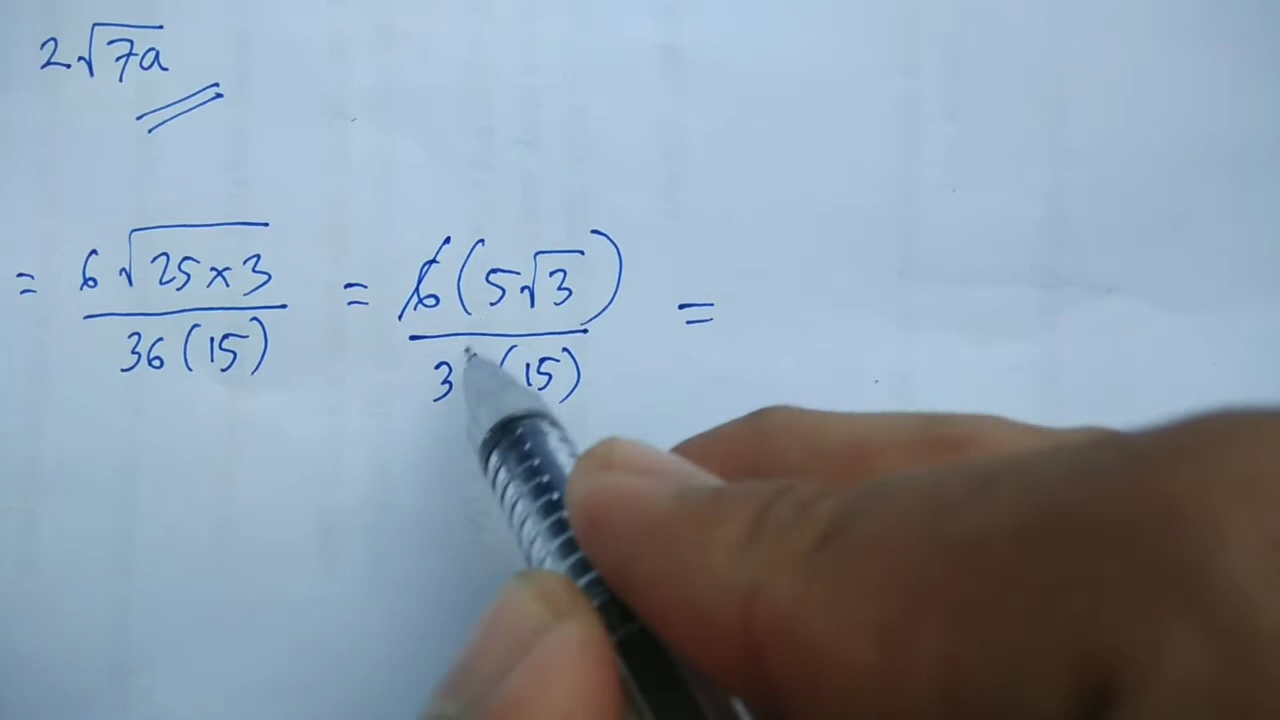 2√7a
= 6√25×3 / 36(15) = 6(5√3) / 3 (15) =